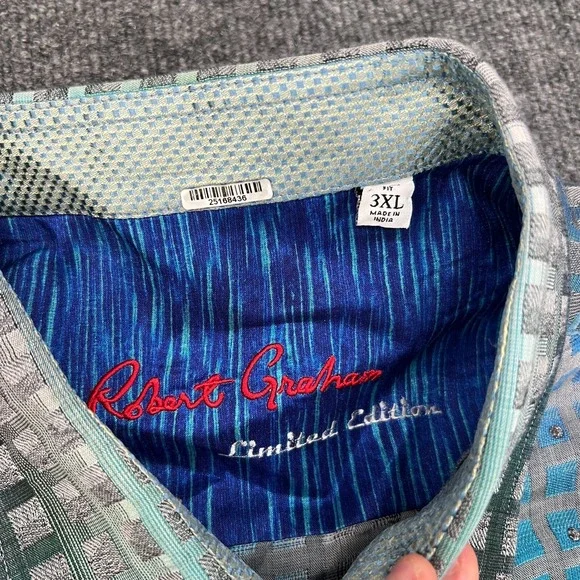 25168436
FIT
3XL
MADE IN
INDIA
Robert Graham
Limited Edition